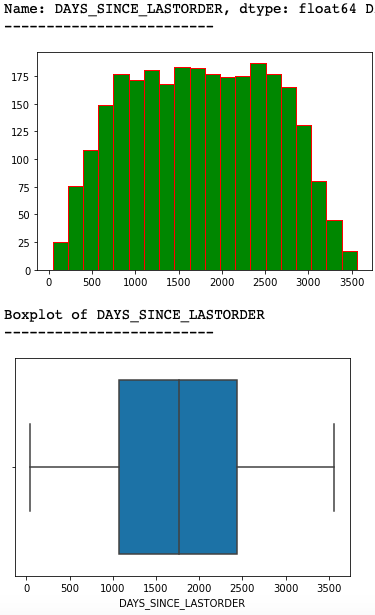 Name: DAYS_SINCE_LASTORDER, dtype: float64 D
-------------------------
175
150
125
100
75
50
25
0
0 500 1000 1500 2000 2500 3000 3500
Boxplot of DAYS_SINCE_LASTORDER
-------------------------
0 500 1000 1500 2000 2500 3000 3500
DAYS_SINCE_LASTORDER